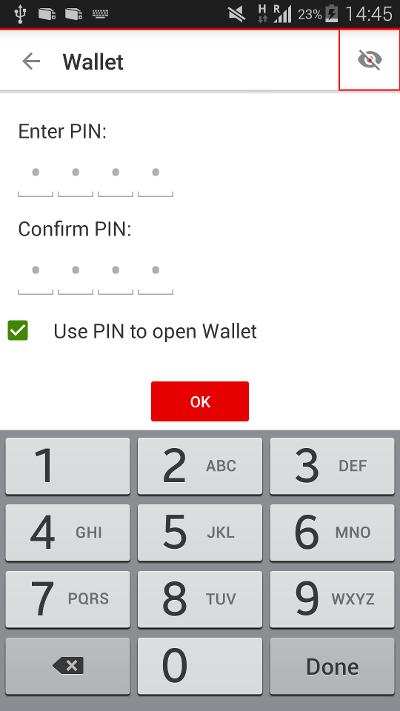 H R 23% 14:45
Wallet
Enter PIN:
Confirm PIN:
Use PIN to open Wallet
OK
1 2 ABC 3 DEF
4 GHI 5 JKL 6 MNO
7 PQRS 8 TUV 9 WXYZ
0 Done